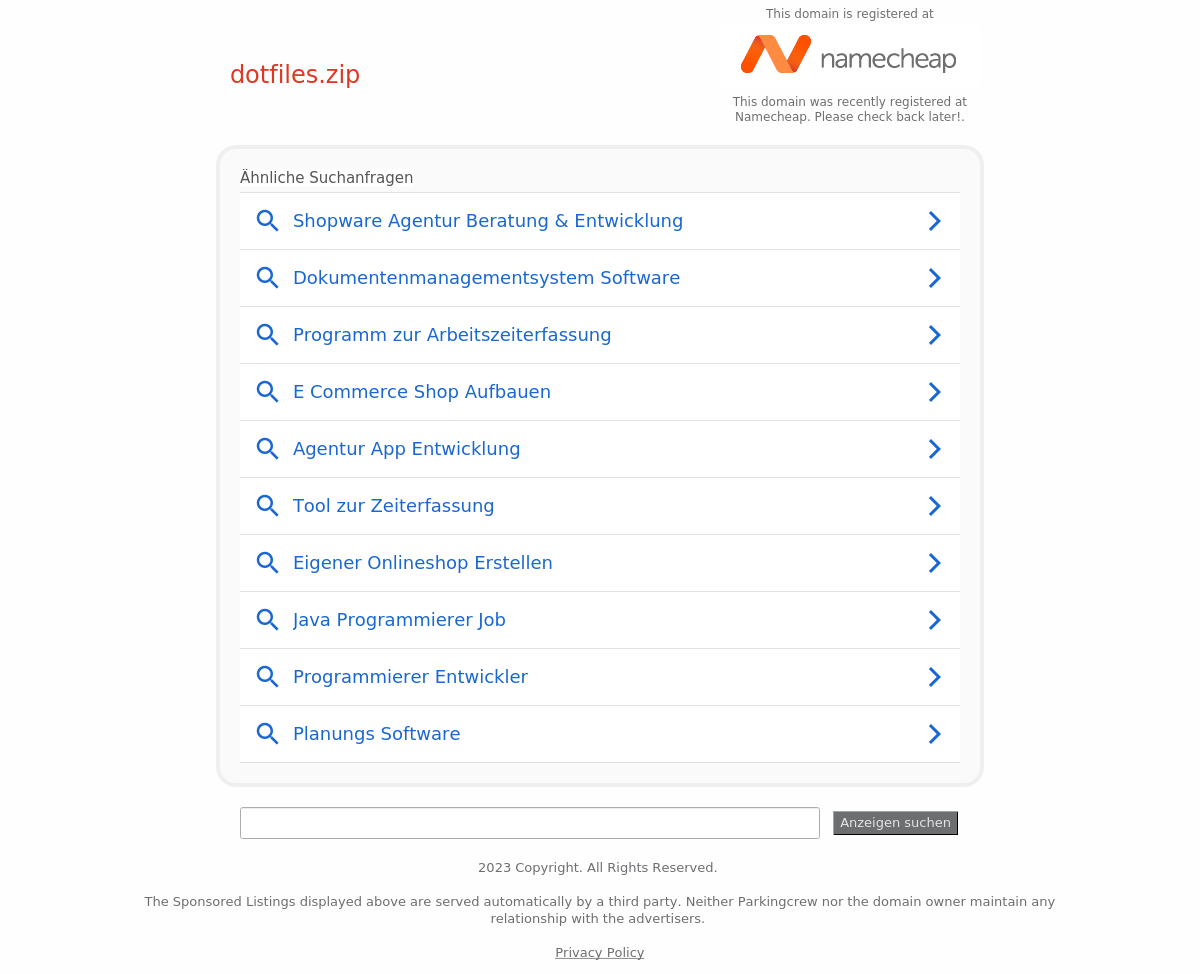 This domain is registered at
dotfiles.zip
namecheap
This domain was recently registered at
Namecheap. Please check back later!.
Ähnliche Suchanfragen
Shopware Agentur Beratung & Entwicklung
Dokumentenmanagementsystem Software
Programm zur Arbeitszeiterfassung
E Commerce Shop Aufbauen
Agentur App Entwicklung
Tool zur Zeiterfassung
Eigener Onlineshop Erstellen
Java Programmierer Job
Programmierer Entwickler
Planungs Software
Anzeigen suchen
2023 Copyright. All Rights Reserved.
The Sponsored Listings displayed above are served automatically by a third party. Neither Parkingcrew nor the domain owner maintain any
relationship with the advertisers.
Privacy Policy